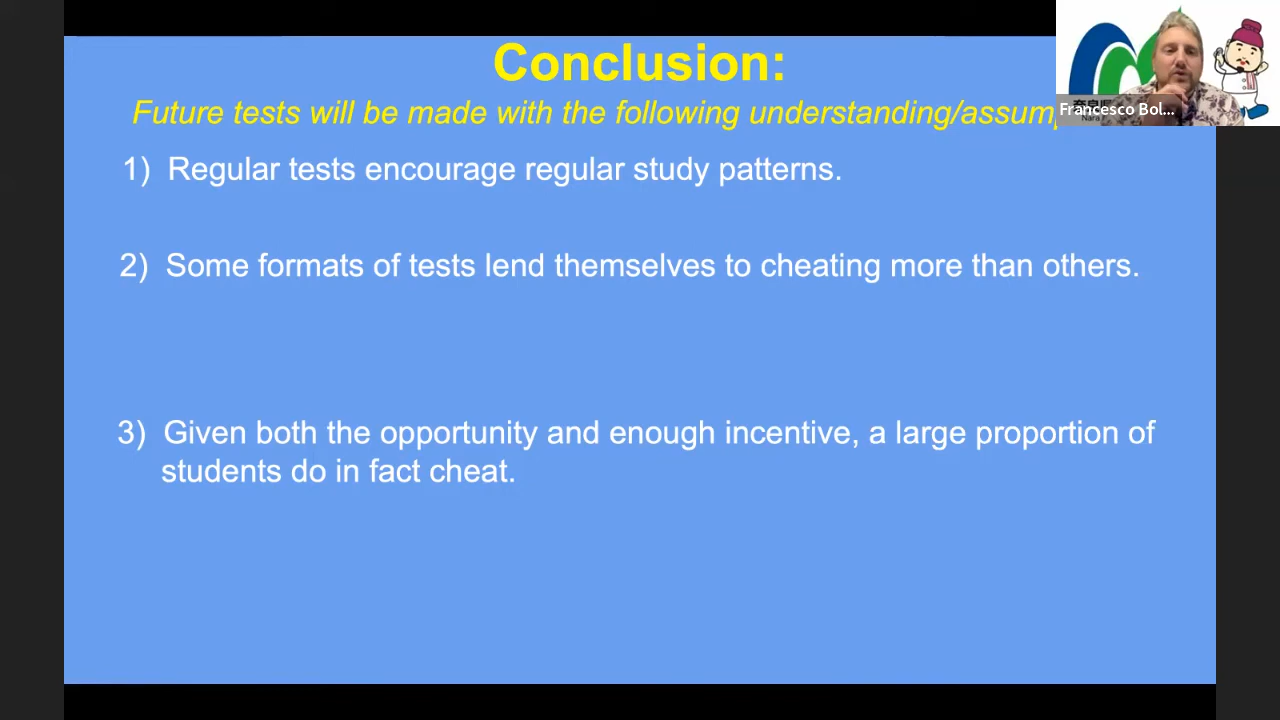 Conclusion:
Future tests will be made with the following understanding/assum
1) Regular tests encourage regular study patterns.
2) Some formats of tests lend themselves to cheating more than others.
3) Given both the opportunity and enough incentive, a large proportion of
students do in fact cheat.
Francesco Bol...